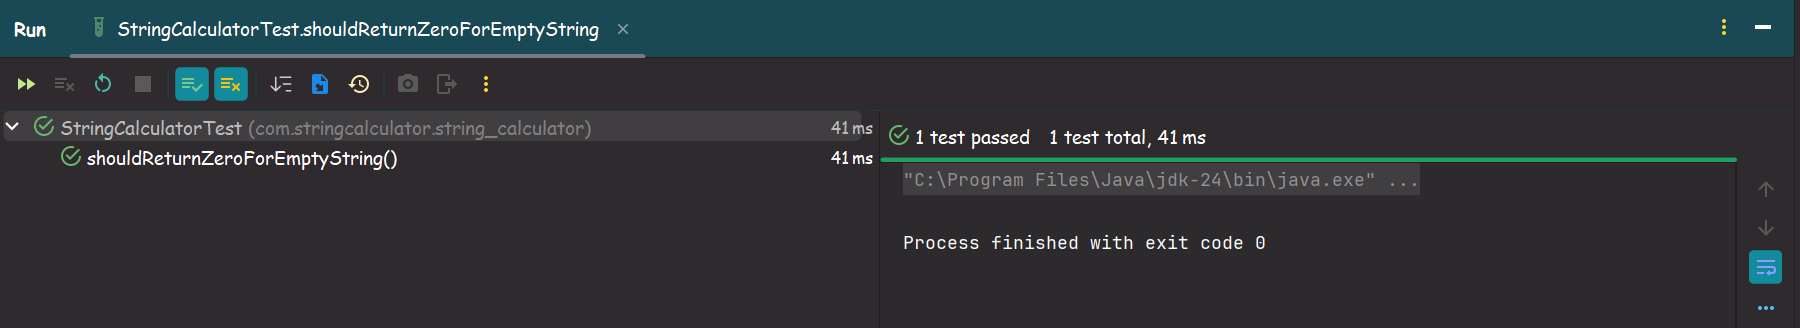 Run StringCalculatorTest.shouldReturnZeroForEmptyString
StringCalculatorTest (com.stringcalculator.string_calculator) 41 ms
shouldReturnZeroForEmptyString() 41 ms
1 test passed 1 test total, 41 ms
"C:\Program Files\Java\jdk-24\bin\java.exe" ...
Process finished with exit code 0